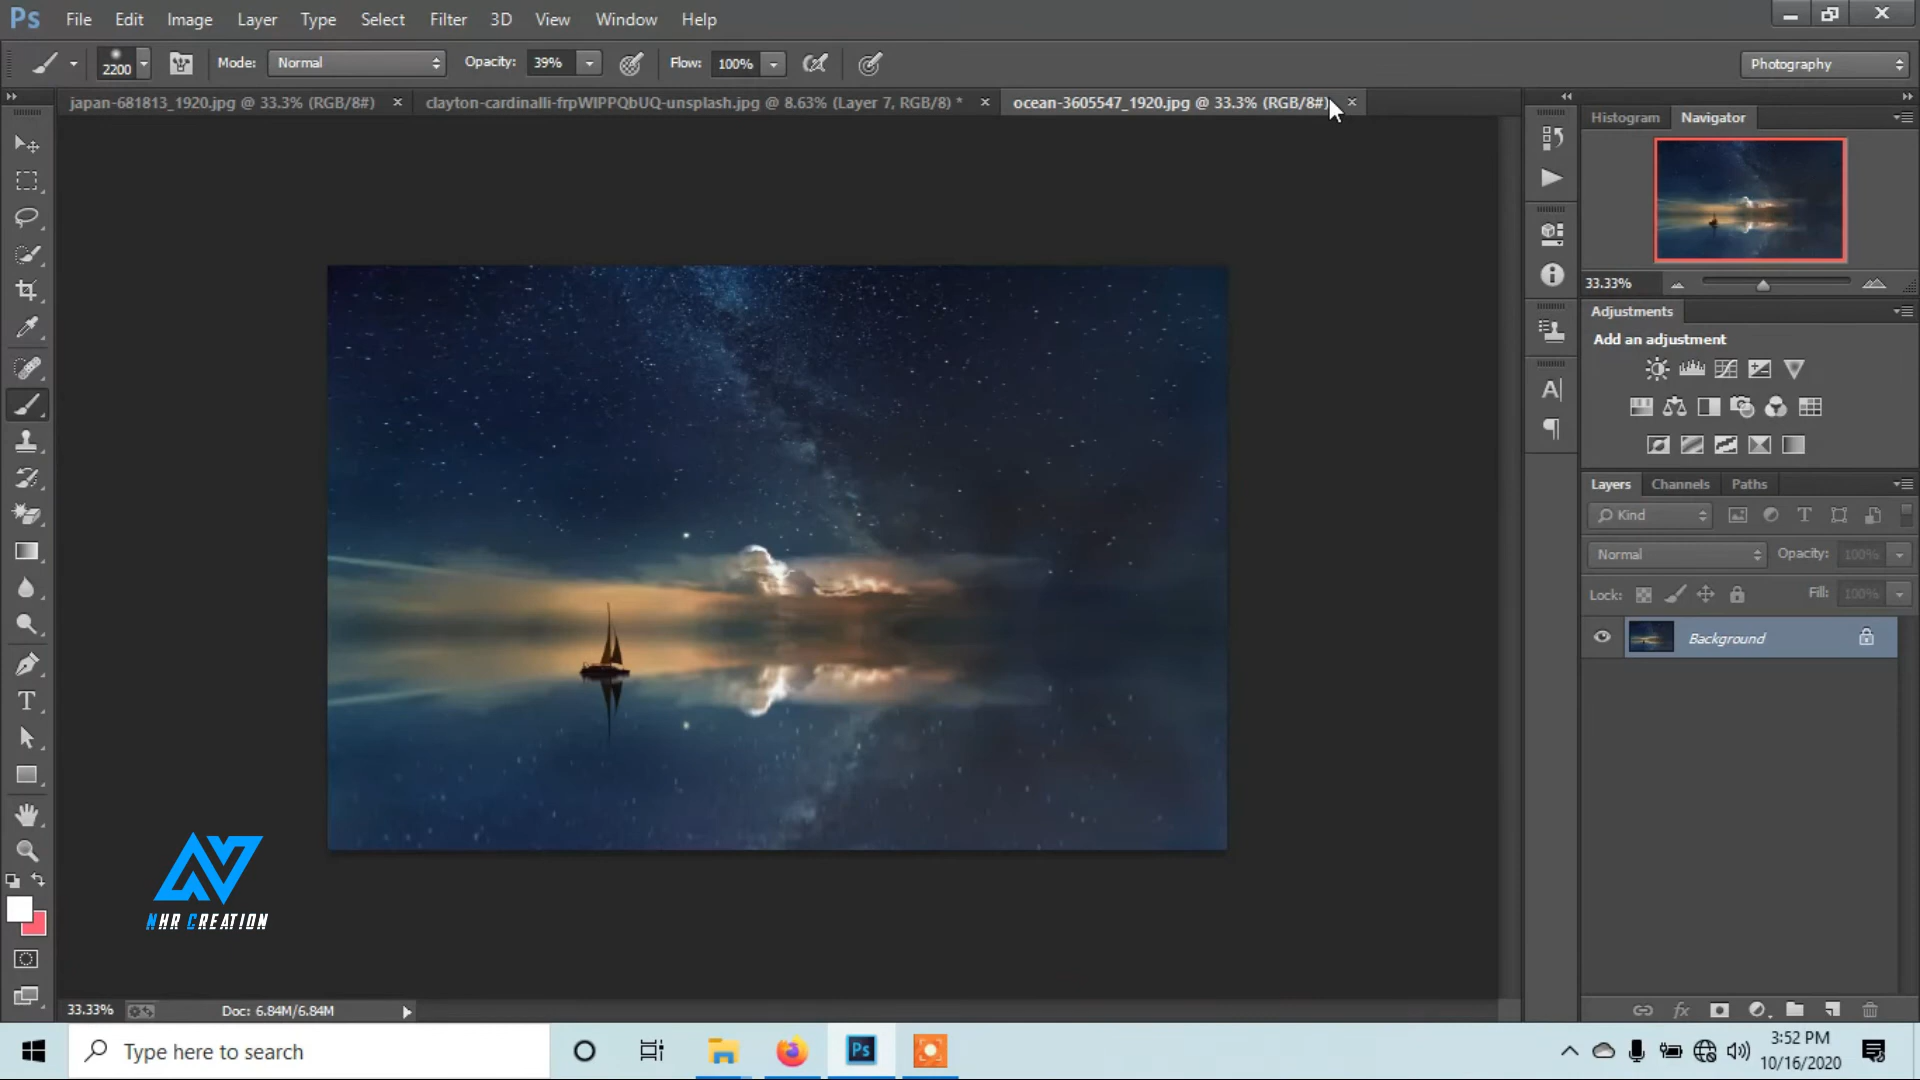 Ps File Edit Image Layer Type Select Filter 3D View Window Help
2200 Mode: Normal Opacity: 39% Flow: 100% Photography
japan-681813_1920.jpg @ 33.3% (RGB/8#) × clayton-cardinalli-frpWIPPQbUQ-unsplash.jpg @ 8.63% (Layer 7, RGB/8) * × ocean-3605547_1920.jpg @ 33.3% (RGB/8#) ×
Histogram Navigator
33.33%
Adjustments
Add an adjustment
Layers Channels Paths
Kind
Normal Opacity: 100%
Lock: Fill: 100%
Background
NHR CREATION
33.33% Doc: 6.84M/6.84M
Type here to search
Ps
3:52 PM
10/16/2020